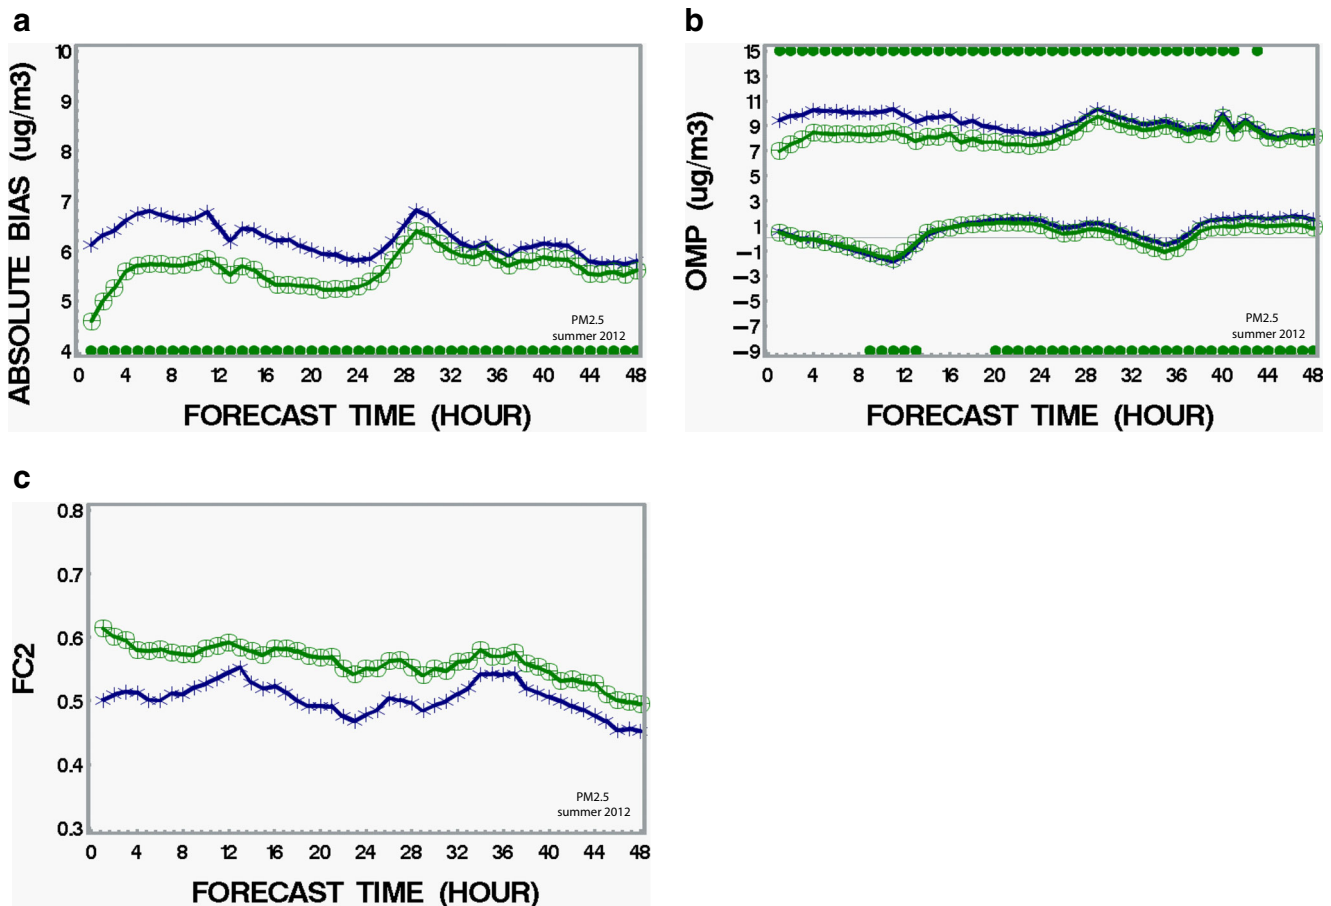 a
ABSOLUTE BIAS (ug/m3)
10
9
8
7
6
5
4
PM2.5
summer 2012
0 4 8 12 16 20 24 28 32 36 40 44 48
FORECAST TIME (HOUR)
b
OMP (ug/m3)
15
13
11
9
7
5
3
1
−1
−3
−5
−7
−9
PM2.5
summer 2012
0 4 8 12 16 20 24 28 32 36 40 44 48
FORECAST TIME (HOUR)
c
FC2
0.8
0.7
0.6
0.5
0.4
0.3
PM2.5
summer 2012
0 4 8 12 16 20 24 28 32 36 40 44 48
FORECAST TIME (HOUR)